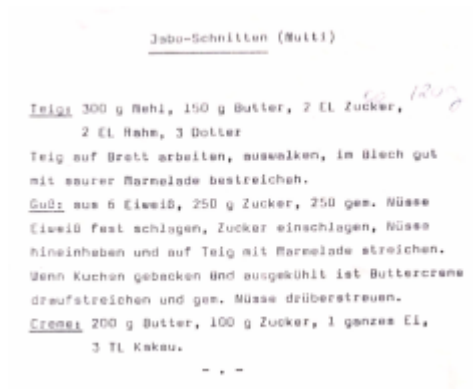 Jabo-Schnitten (Mutti)
120 g
Teig: 300 g Mehl, 150 g Butter, 2 EL Zucker,
2 EL Rahm, 3 Dotter
Teig auf Brett arbeiten, auswalken, im Blech gut
mit saurer Marmelade bestreichen.
Guß: aus 6 Eiweiß, 250 g Zucker, 250 gem. Nüsse
Eiweiß fest schlagen, Zucker einschlagen, Nüsse
hineinheben und auf Teig mit Marmelade streichen.
Wenn Kuchen gebacken und ausgekühlt ist Buttercreme
draufstreichen und gem. Nüsse drüberstreuen.
Creme: 200 g Butter, 100 g Zucker, 1 ganzes Ei,
3 TL Kakau.
- . -